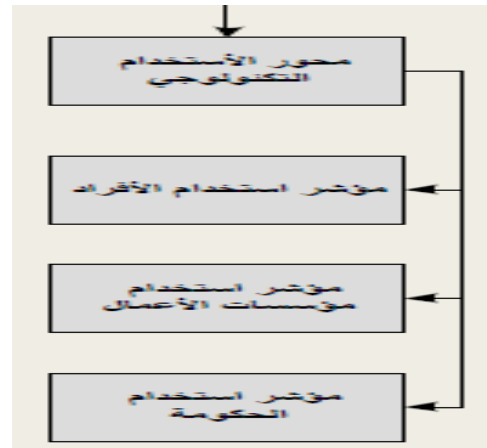 محور الأستخدام
التكنولوجي
مؤشر استخدام الأفراد
مؤشر استخدام
مؤسسات الأعمال
مؤشر استخدام
الحكومة